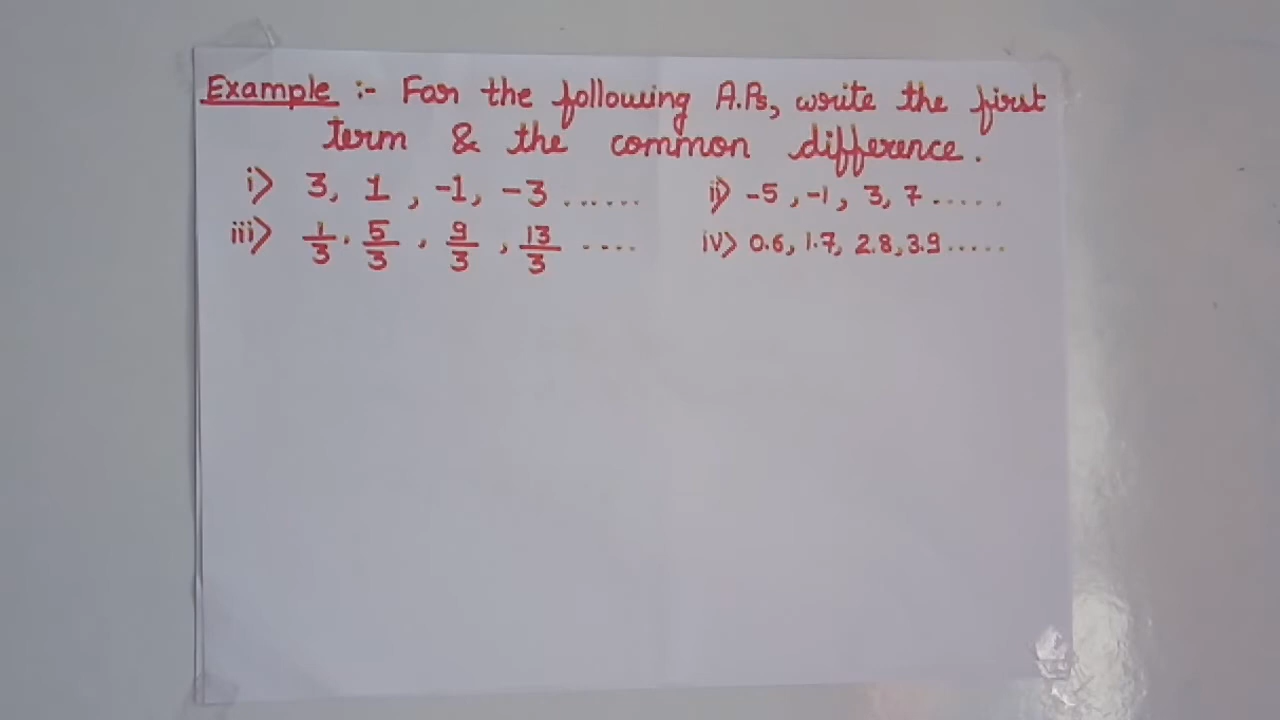 Example :- For the following A.Ps, write the first
term & the common difference.
i) 3, 1, -1, -3 ......
ii) -5, -1, 3, 7 ......
iii) 1/3, 5/3, 9/3, 13/3 ....
iv) 0.6, 1.7, 2.8, 3.9 .....